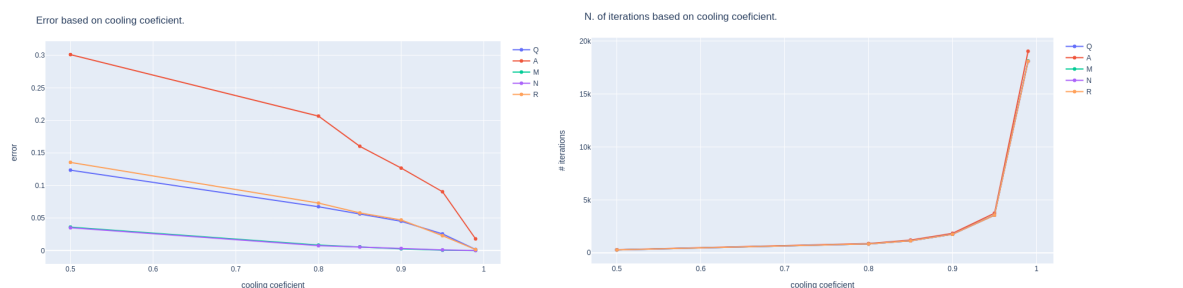 Error based on cooling coeficient.
0.3
0.25
0.2
0.15
0.1
0.05
0
error
0.5
0.6
0.7
0.8
0.9
1
cooling coeficient
Q
A
M
N
R
N. of iterations based on cooling coeficient.
20k
15k
10k
5k
0
# iterations
0.5
0.6
0.7
0.8
0.9
1
cooling coeficient
Q
A
M
N
R